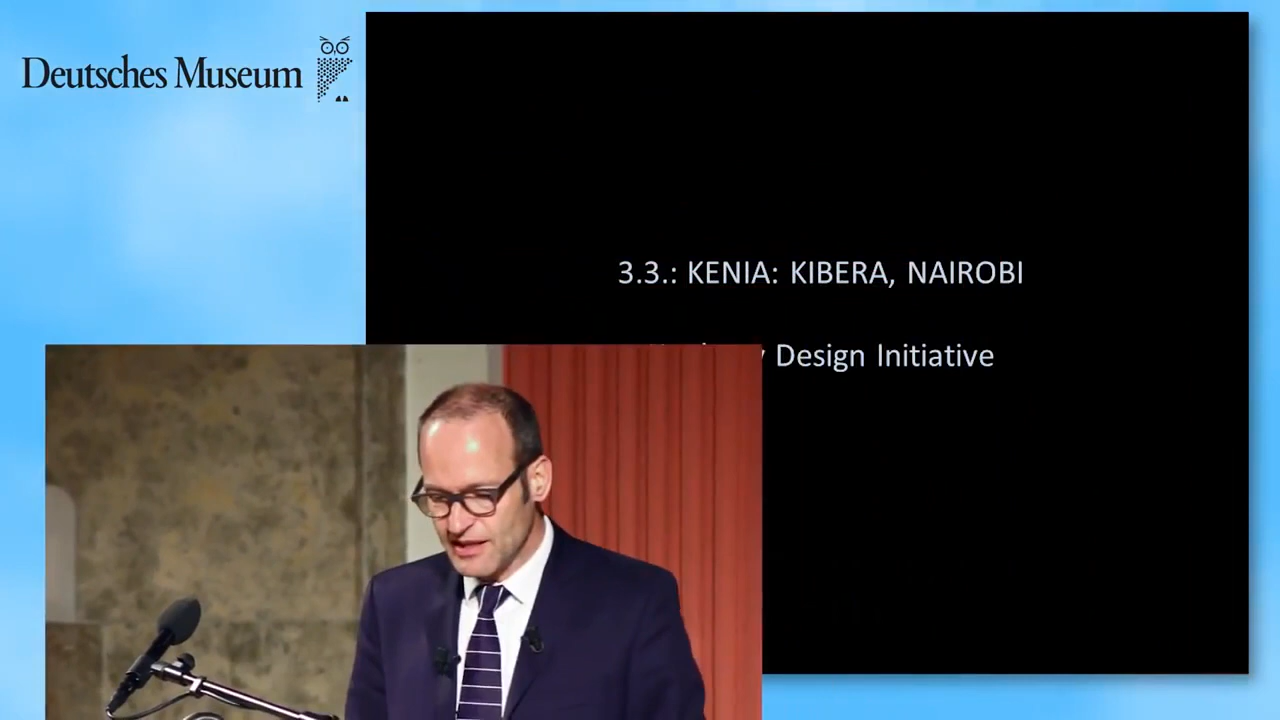 Deutsches Museum
3.3.: KENIA: KIBERA, NAIROBI
Design Initiative